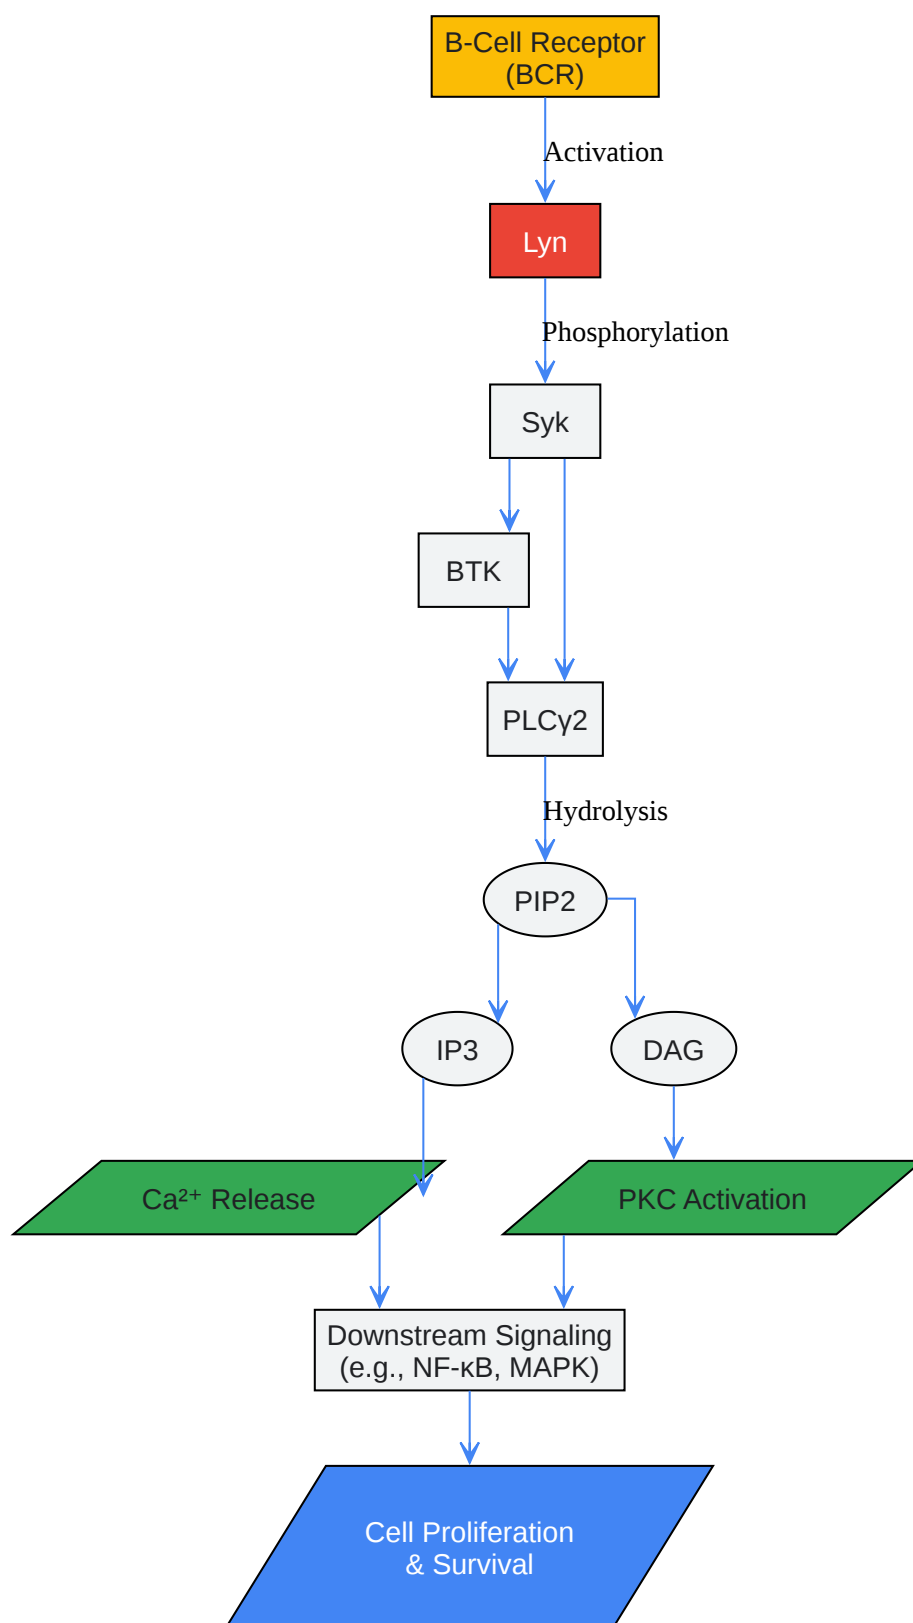 B-Cell Receptor
(BCR)
Activation
Lyn
Phosphorylation
Syk
BTK
PLCγ2
Hydrolysis
PIP2
IP3
DAG
Ca²⁺ Release
PKC Activation
Downstream Signaling
(e.g., NF-κB, MAPK)
Cell Proliferation
& Survival